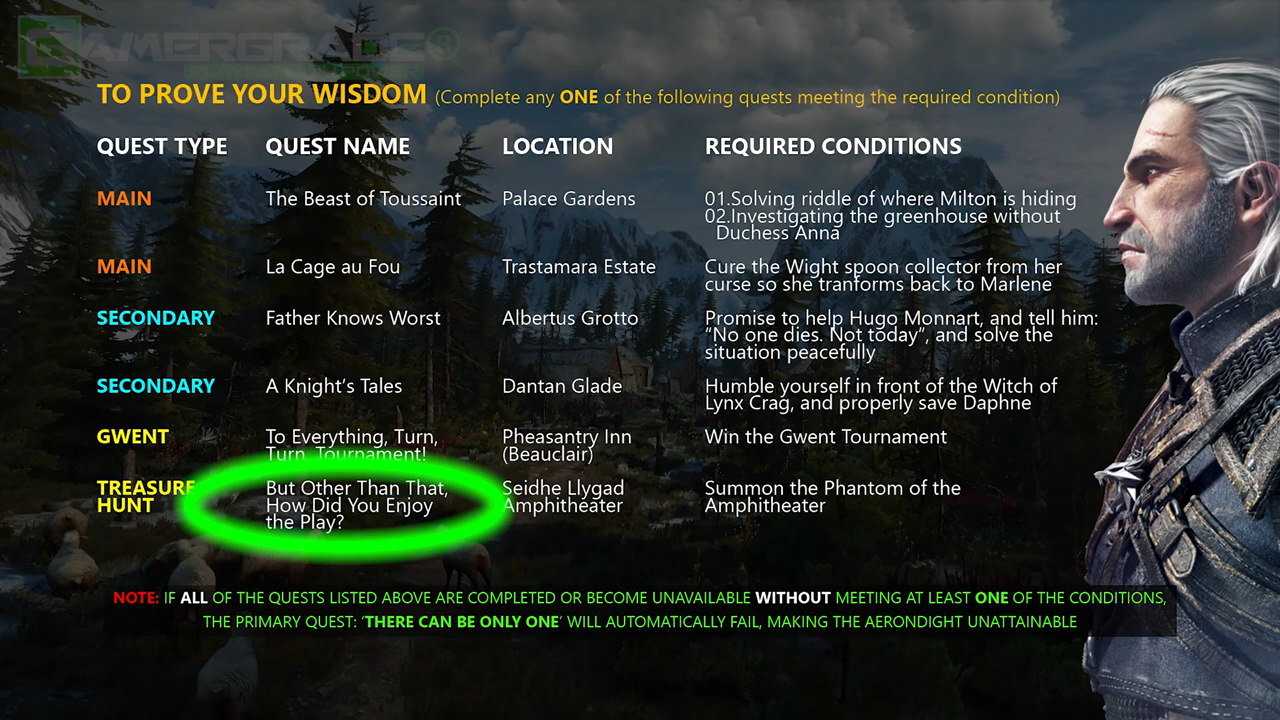 GAMERGRACE®
TO PROVE YOUR WISDOM (Complete any ONE of the following quests meeting the required condition)
QUEST TYPE QUEST NAME LOCATION REQUIRED CONDITIONS
MAIN The Beast of Toussaint Palace Gardens 01.Solving riddle of where Milton is hiding
02.Investigating the greenhouse without
Duchess Anna
MAIN La Cage au Fou Trastamara Estate Cure the Wight spoon collector from her
curse so she tranforms back to Marlene
SECONDARY Father Knows Worst Albertus Grotto Promise to help Hugo Monnart, and tell him:
“No one dies. Not today”, and solve the
situation peacefully
SECONDARY A Knight’s Tales Dantan Glade Humble yourself in front of the Witch of
Lynx Crag, and properly save Daphne
GWENT To Everything, Turn, Pheasantry Inn Win the Gwent Tournament
Turn, Tournament! (Beauclair)
TREASURE But Other Than That, Seidhe Llygad Summon the Phantom of the
HUNT How Did You Enjoy Amphitheater Amphitheater
the Play?
NOTE: IF ALL OF THE QUESTS LISTED ABOVE ARE COMPLETED OR BECOME UNAVAILABLE WITHOUT MEETING AT LEAST ONE OF THE CONDITIONS,
THE PRIMARY QUEST: ‘THERE CAN BE ONLY ONE’ WILL AUTOMATICALLY FAIL, MAKING THE AERONDIGHT UNATTAINABLE